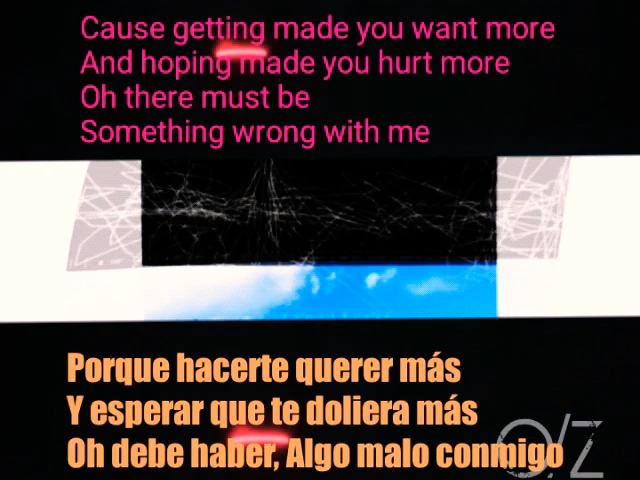 Cause getting made you want more
And hoping made you hurt more
Oh there must be
Something wrong with me
Porque hacerte querer más
Y esperar que te doliera más
Oh debe haber, Algo malo conmigo
O/Z